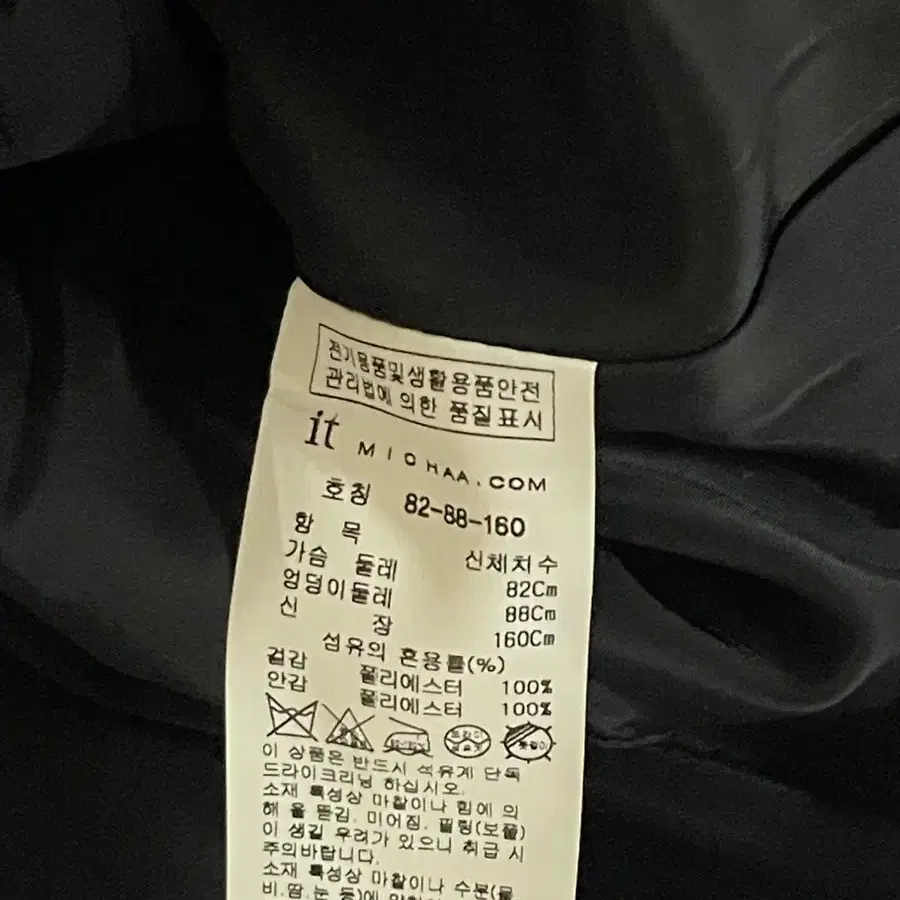 전기용품및생활용품안전
관리법에 의한 품질표시
it MICHAA.COM
호칭 82-88-160
항 목 신체치수
가슴 둘레 82Cm
엉덩이둘레 88Cm
신 장 160Cm
섬유의 혼용률(%)
겉감 폴리에스터 100%
안감 폴리에스터 100%
이 상품은 반드시 석유계 단독
드라이크리닝 하십시오.
소재 특성상 마찰이나 힘에 의
해 올 뜯김, 미어짐, 필링(보풀)
이 생길 우려가 있으니 취급 시
주의바랍니다.
소재 특성상 마찰이나 수분(물
비,땀,눈 등)에